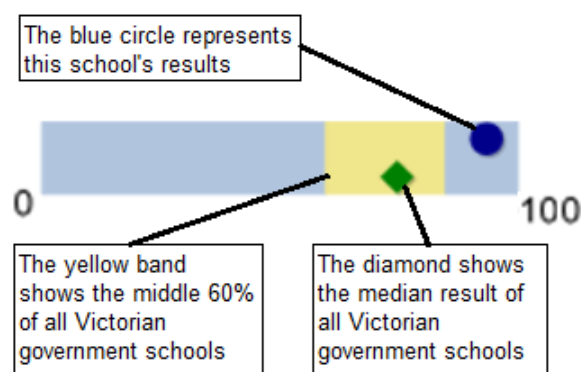 The blue circle represents
this school's results
0
100
The yellow band
shows the middle 60%
of all Victorian
government schools
The diamond shows
the median result of
all Victorian
government schools